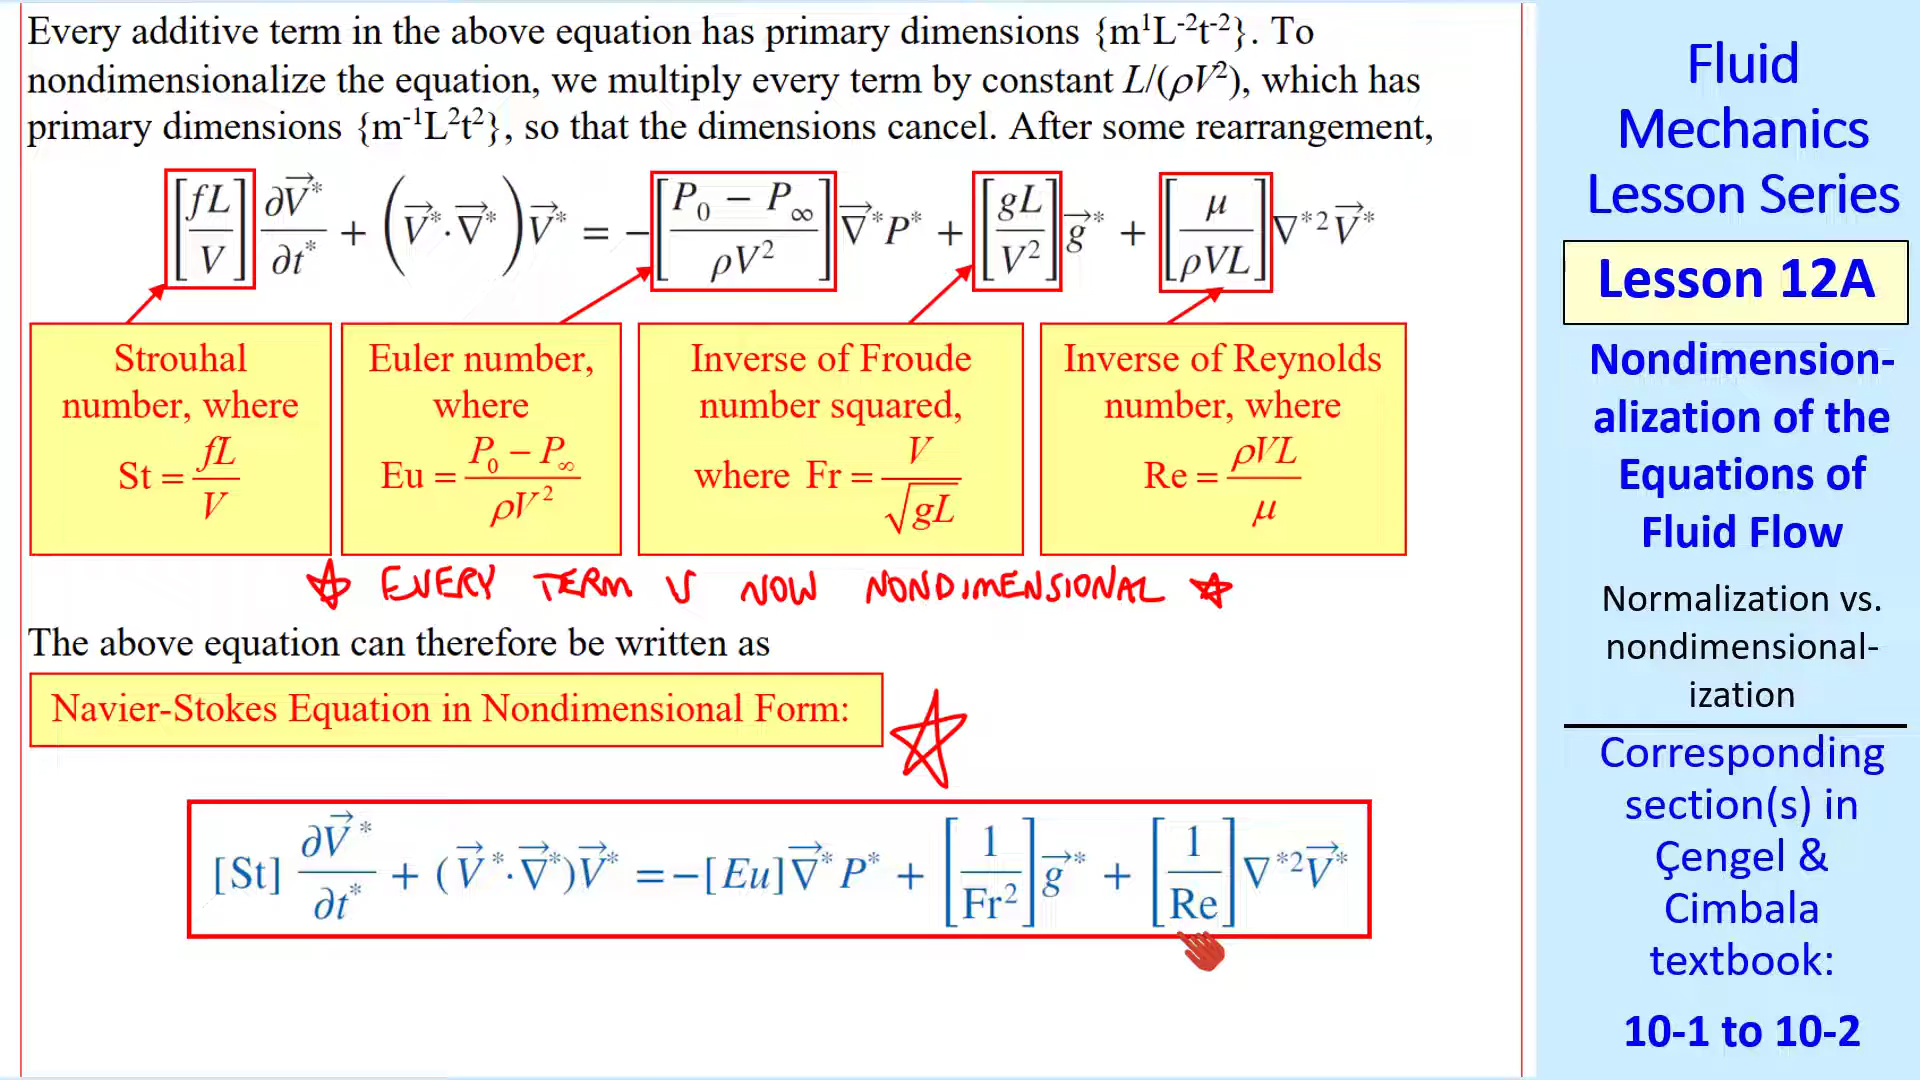 Every additive term in the above equation has primary dimensions {m¹L⁻²t⁻²}. To
nondimensionalize the equation, we multiply every term by constant L/(ρV²), which has
primary dimensions {m⁻¹L²t²}, so that the dimensions cancel. After some rearrangement,
[fL/V] ∂V⃗*/∂t* + (V⃗*·∇⃗*)V⃗* = −[(P₀ − P∞)/(ρV²)] ∇⃗*P* + [gL/V²] g⃗* + [μ/(ρVL)] ∇*²V⃗*
Strouhal
number, where
St = fL/V
Euler number,
where
Eu = (P₀ − P∞)/(ρV²)
Inverse of Froude
number squared,
where Fr = V/√(gL)
Inverse of Reynolds
number, where
Re = ρVL/μ
☆ EVERY TERM IS NOW NONDIMENSIONAL ☆
The above equation can therefore be written as
Navier-Stokes Equation in Nondimensional Form:
[St] ∂V⃗*/∂t* + (V⃗*·∇⃗*)V⃗* = −[Eu]∇⃗*P* + [1/Fr²] g⃗* + [1/Re] ∇*²V⃗*
Fluid
Mechanics
Lesson Series
Lesson 12A
Nondimension-
alization of the
Equations of
Fluid Flow
Normalization vs.
nondimensional-
ization
Corresponding
section(s) in
Çengel &
Cimbala
textbook:
10-1 to 10-2